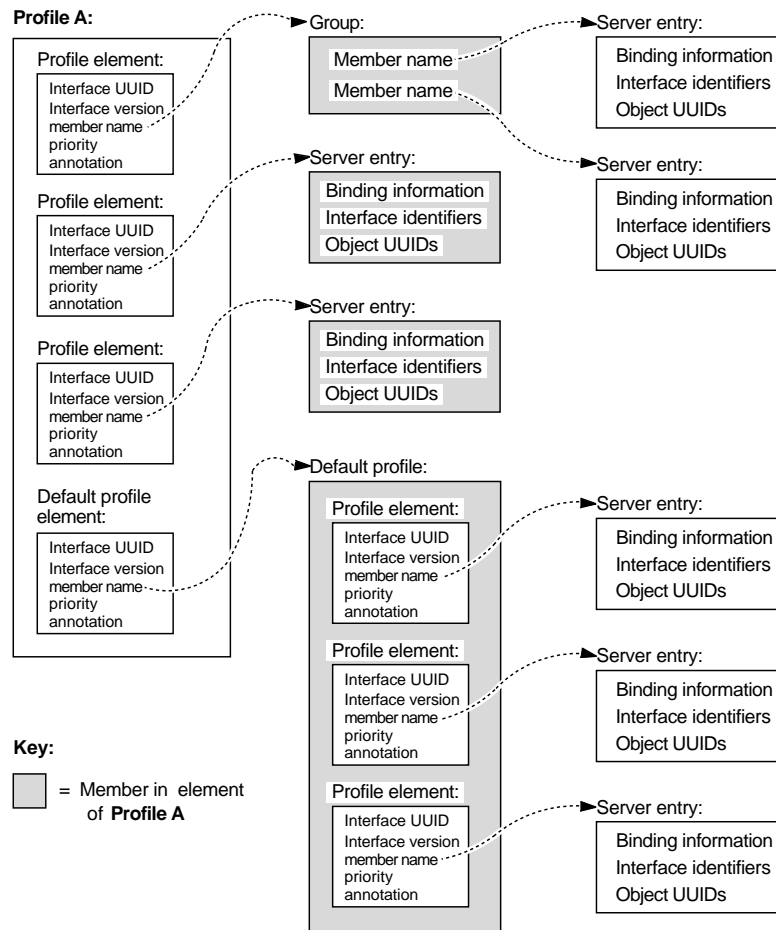 Profile A:
Profile element:
Interface UUID
Interface version
member name
priority
annotation
Profile element:
Interface UUID
Interface version
member name
priority
annotation
Profile element:
Interface UUID
Interface version
member name
priority
annotation
Default profile
element:
Interface UUID
Interface version
member name
priority
annotation
Key:
= Member in element
of Profile A
Group:
Member name
Member name
Server entry:
Binding information
Interface identifiers
Object UUIDs
Server entry:
Binding information
Interface identifiers
Object UUIDs
Default profile:
Profile element:
Interface UUID
Interface version
member name
priority
annotation
Profile element:
Interface UUID
Interface version
member name
priority
annotation
Profile element:
Interface UUID
Interface version
member name
priority
annotation
Server entry:
Binding information
Interface identifiers
Object UUIDs
Server entry:
Binding information
Interface identifiers
Object UUIDs
Server entry:
Binding information
Interface identifiers
Object UUIDs
Server entry:
Binding information
Interface identifiers
Object UUIDs
Server entry:
Binding information
Interface identifiers
Object UUIDs